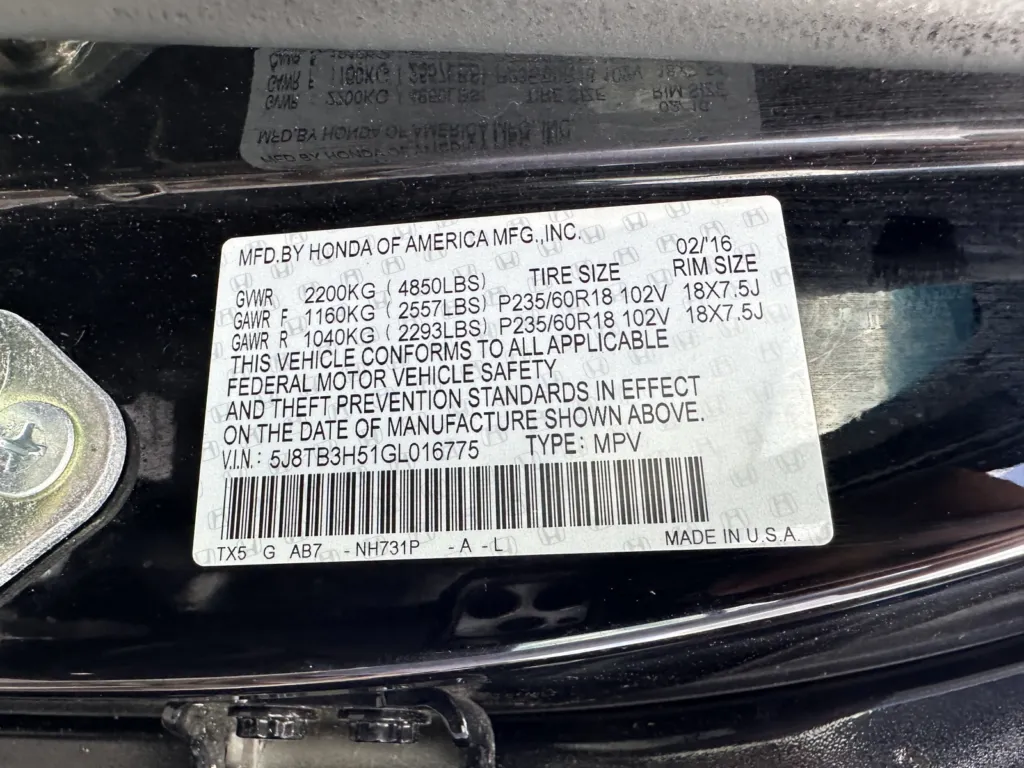 MFD.BY HONDA OF AMERICA MFG.,INC. 02/'16
TIRE SIZE RIM SIZE
GVWR 2200KG ( 4850LBS)
GAWR F 1160KG ( 2557LBS) P235/60R18 102V 18X7.5J
GAWR R 1040KG ( 2293LBS) P235/60R18 102V 18X7.5J
THIS VEHICLE CONFORMS TO ALL APPLICABLE
FEDERAL MOTOR VEHICLE SAFETY
AND THEFT PREVENTION STANDARDS IN EFFECT
ON THE DATE OF MANUFACTURE SHOWN ABOVE.
V.I.N.: 5J8TB3H51GL016775 TYPE: MPV
TX5 G AB7 -NH731P -A -L MADE IN U.S.A.